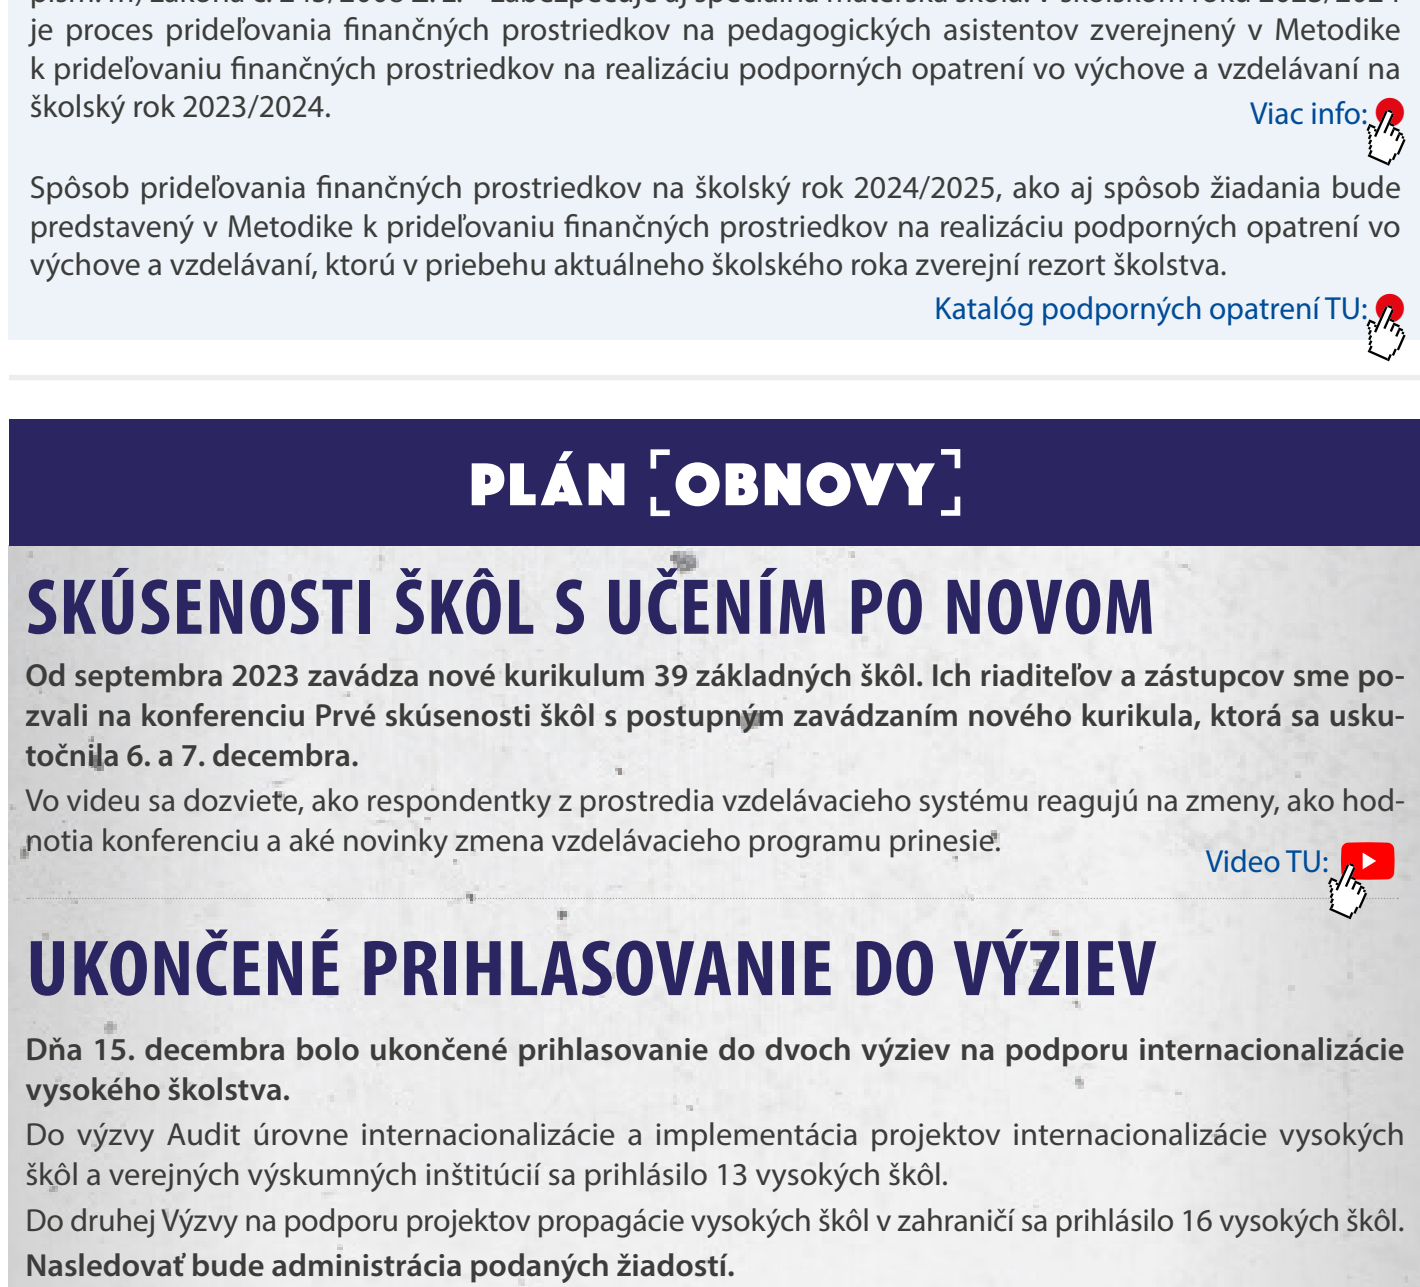 je proces prideľovania finančných prostriedkov na pedagogických asistentov zverejnený v Metodike
k prideľovaniu finančných prostriedkov na realizáciu podporných opatrení vo výchove a vzdelávaní na
školský rok 2023/2024.
Viac info:
Spôsob prideľovania finančných prostriedkov na školský rok 2024/2025, ako aj spôsob žiadania bude
predstavený v Metodike k prideľovaniu finančných prostriedkov na realizáciu podporných opatrení vo
výchove a vzdelávaní, ktorú v priebehu aktuálneho školského roka zverejní rezort školstva.
Katalóg podporných opatrení TU:
PLÁN [OBNOVY]
SKÚSENOSTI ŠKÔL S UČENÍM PO NOVOM
Od septembra 2023 zavádza nové kurikulum 39 základných škôl. Ich riaditeľov a zástupcov sme po-
zvali na konferenciu Prvé skúsenosti škôl s postupným zavádzaním nového kurikula, ktorá sa usku-
točnila 6. a 7. decembra.
Vo videu sa dozviete, ako respondentky z prostredia vzdelávacieho systému reagujú na zmeny, ako hod-
notia konferenciu a aké novinky zmena vzdelávacieho programu prinesie.
Video TU:
UKONČENÉ PRIHLASOVANIE DO VÝZIEV
Dňa 15. decembra bolo ukončené prihlasovanie do dvoch výziev na podporu internacionalizácie
vysokého školstva.
Do výzvy Audit úrovne internacionalizácie a implementácia projektov internacionalizácie vysokých
škôl a verejných výskumných inštitúcií sa prihlásilo 13 vysokých škôl.
Do druhej Výzvy na podporu projektov propagácie vysokých škôl v zahraničí sa prihlásilo 16 vysokých škôl.
Nasledovať bude administrácia podaných žiadostí.